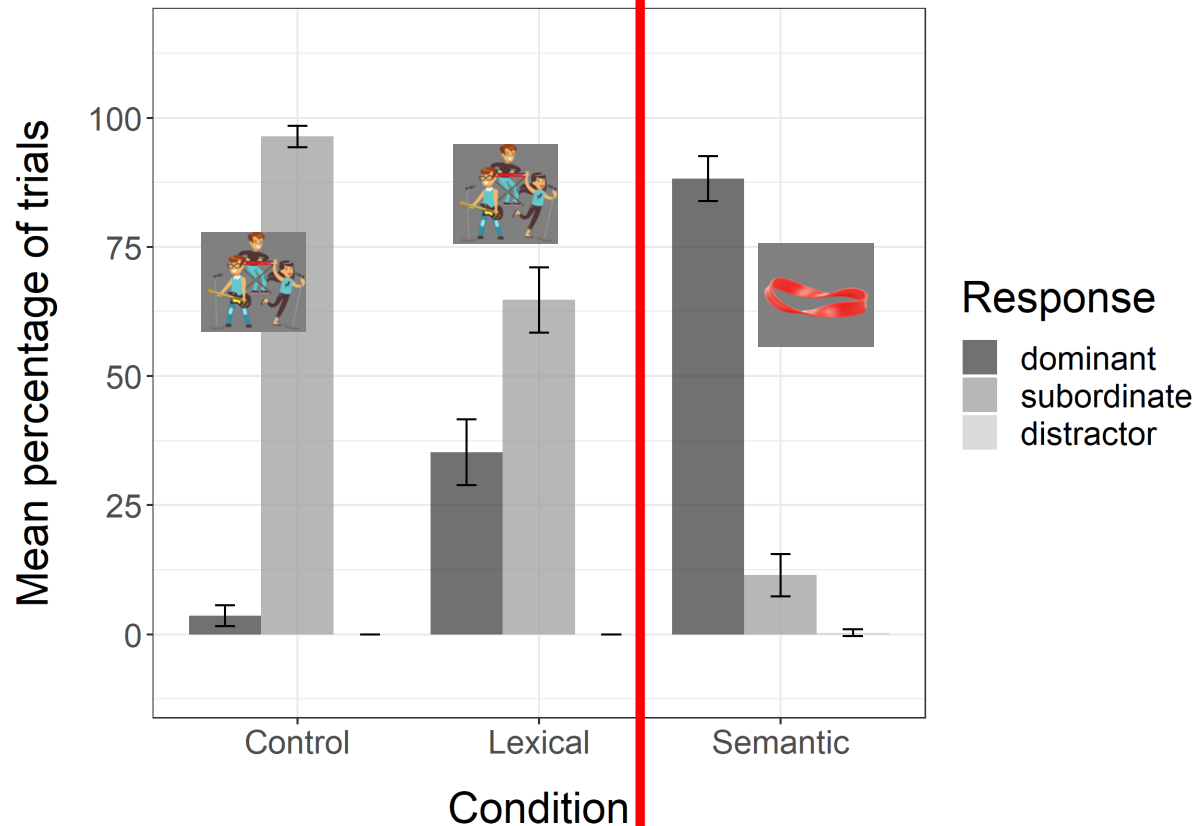 Mean percentage of trials
100
75
50
25
0
Control Lexical Semantic
Condition
Response
dominant
subordinate
distractor